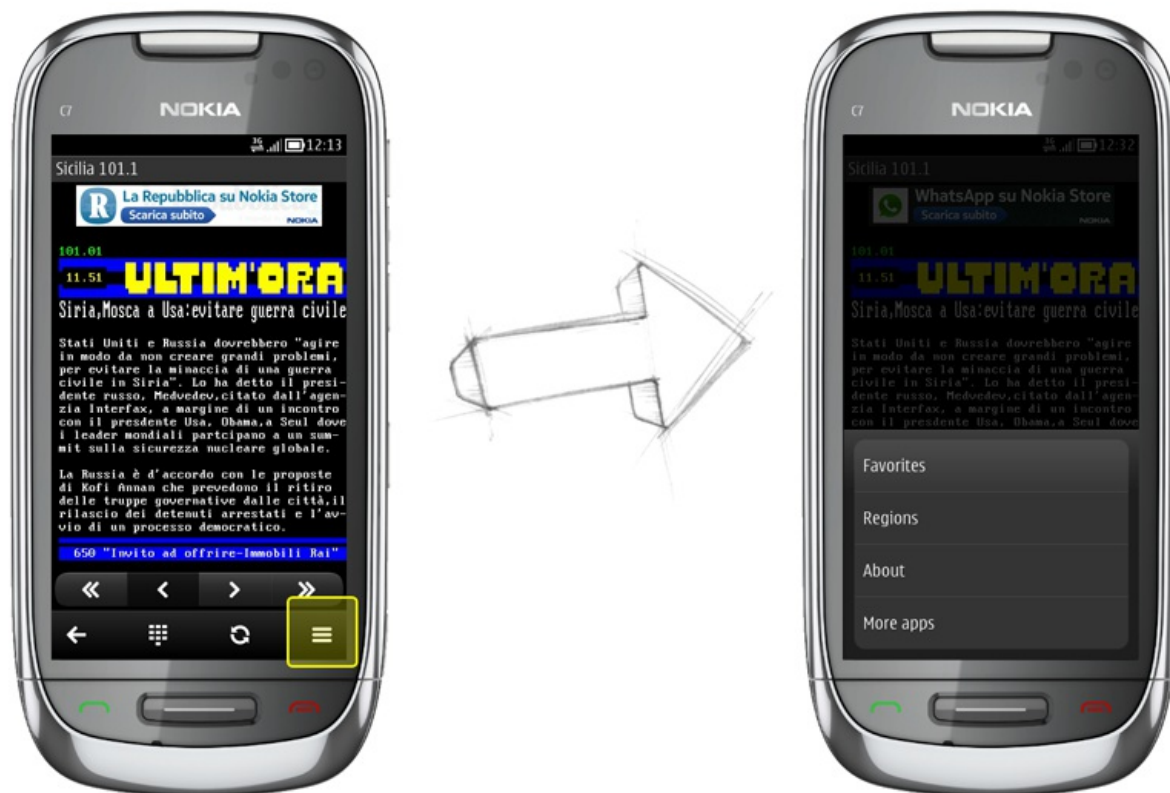 C7
NOKIA
3G
12:13
Sicilia 101.1
R
La Repubblica su Nokia Store
Scarica subito
NOKIA
101.01
11.51
ULTIM'ORA
Siria,Mosca a Usa:evitare guerra civile
Stati Uniti e Russia dovrebbero "agire
in modo da non creare grandi problemi,
per evitare la minaccia di una guerra
civile in Siria". Lo ha detto il presi-
dente russo, Medvedev,citato dall'agen-
zia Interfax, a margine di un incontro
con il presdente Usa, Obama,a Seul dove
i leader mondiali partcipano a un sum-
mit sulla sicurezza nucleare globale.
La Russia è d'accordo con le proposte
di Kofi Annan che prevedono il ritiro
delle truppe governative dalle città,il
rilascio dei detenuti arrestati e l'av-
vio di un processo democratico.
650 "Invito ad offrire-Immobili Rai"
C7
NOKIA
3G
12:32
Sicilia 101.1
WhatsApp su Nokia Store
Scarica subito
NOKIA
101.01
11.51
ULTIM'ORA
Siria,Mosca a Usa:evitare guerra civile
Stati Uniti e Russia dovrebbero "agire
in modo da non creare grandi problemi,
per evitare la minaccia di una guerra
civile in Siria". Lo ha detto il presi-
dente russo, Medvedev,citato dall'agen-
zia Interfax, a margine di un incontro
con il presdente Usa, Obama,a Seul dove
Favorites
Regions
About
More apps